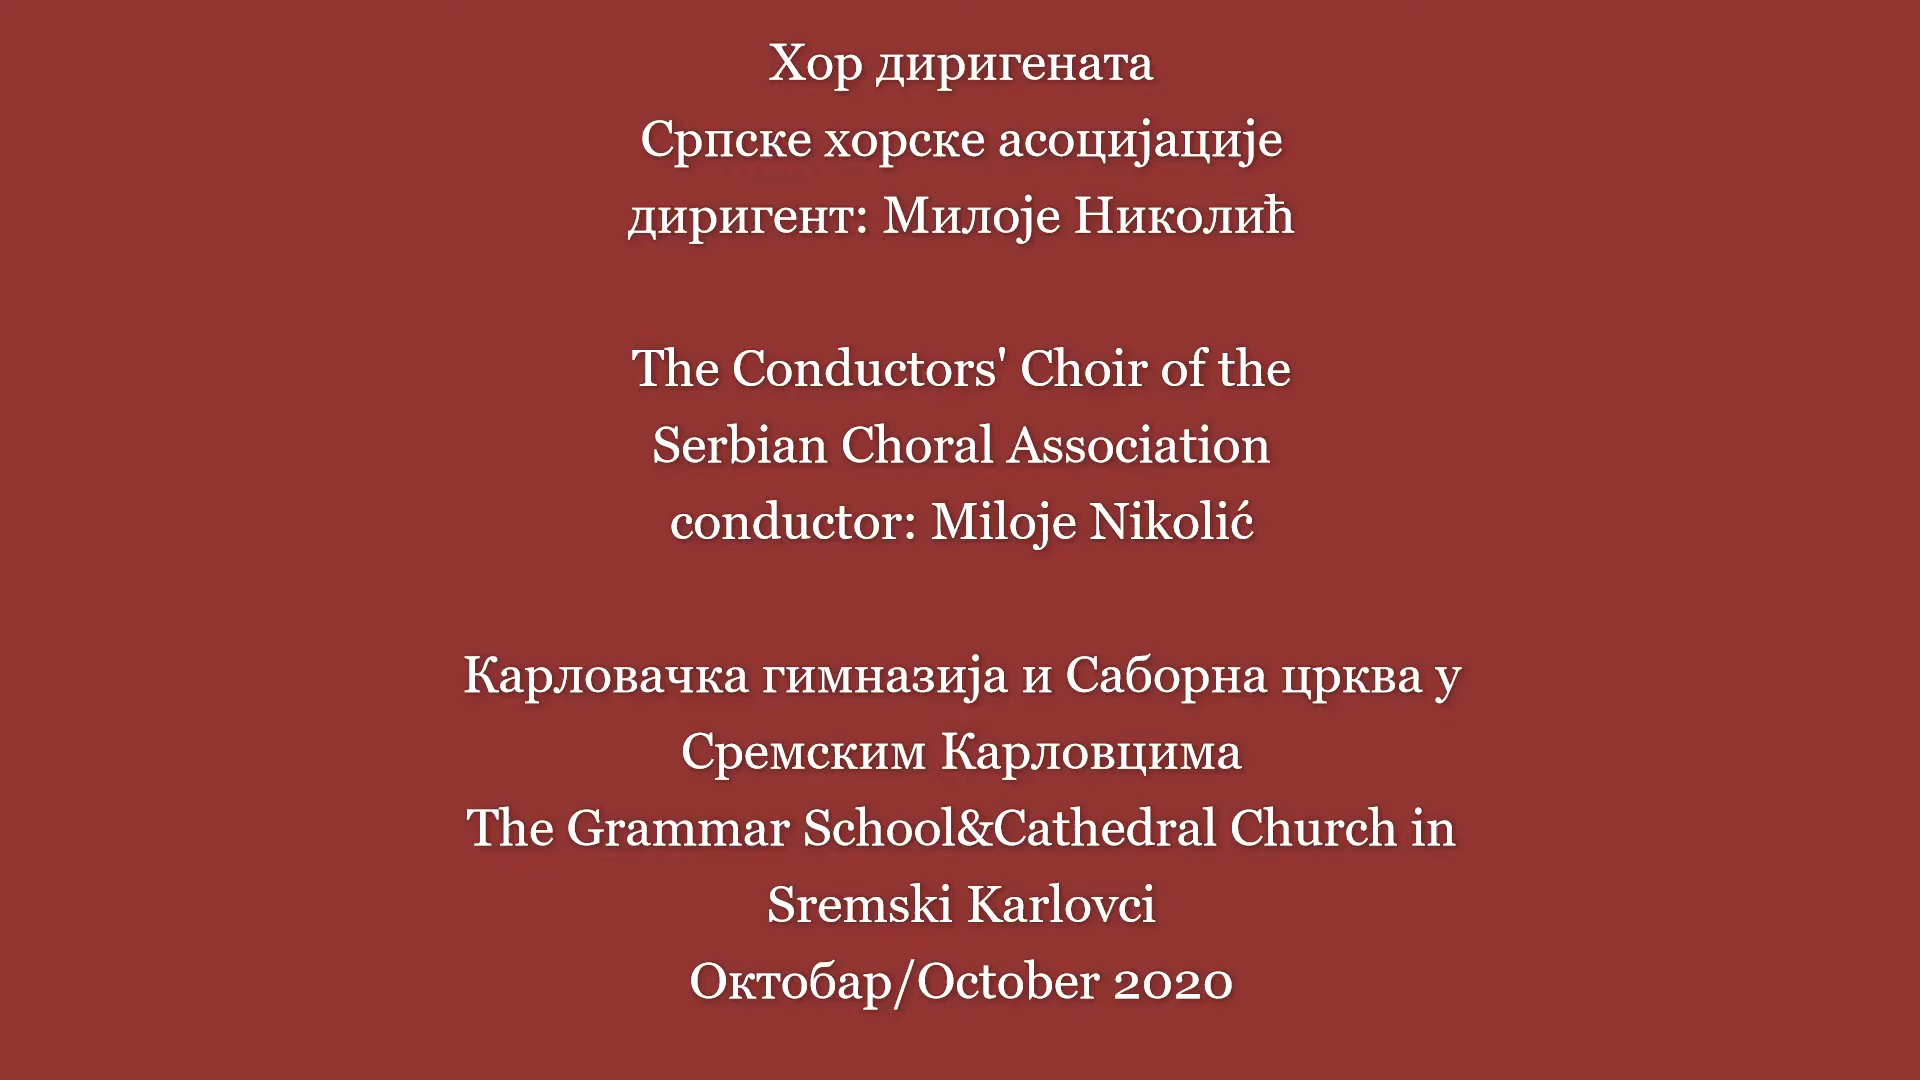 Хор диригената
Српске хорске асоцијације
диригент: Милоје Николић
The Conductors' Choir of the
Serbian Choral Association
conductor: Miloje Nikolić
Карловачка гимназија и Саборна црква у
Сремским Карловцима
The Grammar School&Cathedral Church in
Sremski Karlovci
Октобар/October 2020